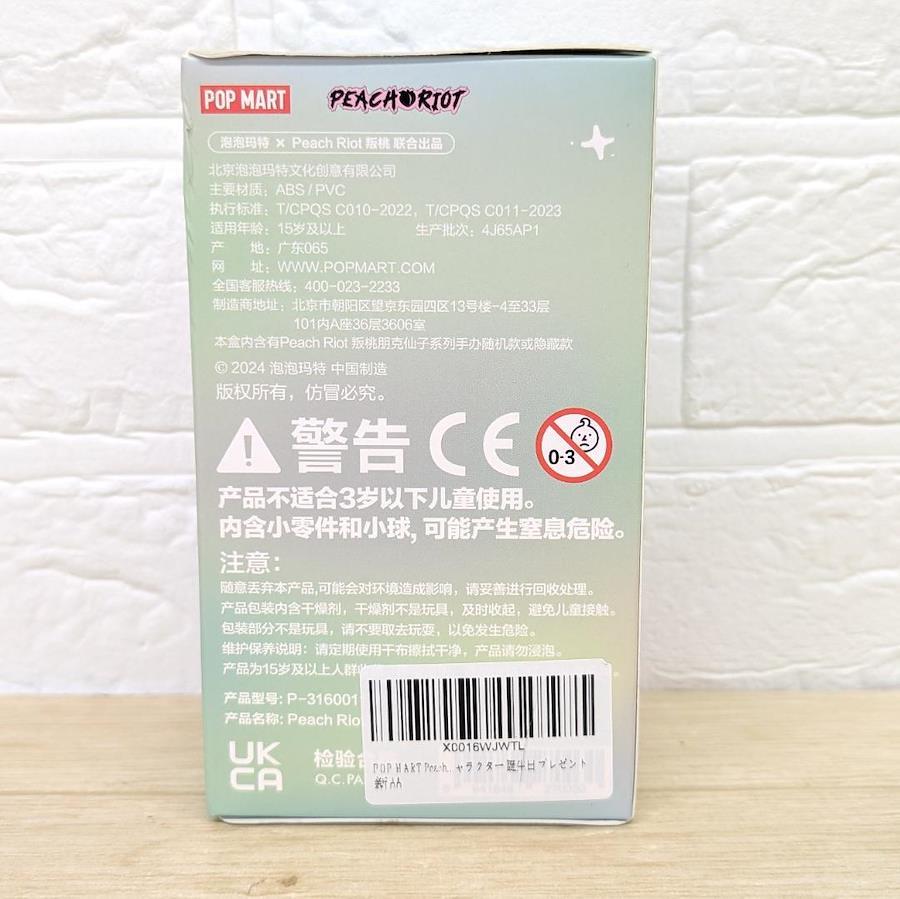 POP MART PEACH RIOT
泡泡玛特 × Peach Riot 叛桃 联合出品
北京泡泡玛特文化创意有限公司
主要材质：ABS / PVC
执行标准：T/CPQS C010-2022，T/CPQS C011-2023
适用年龄：15岁及以上 生产批次：4J65AP1
产 地：广东065
网 址：WWW.POPMART.COM
全国客服热线：400-023-2233
制造商地址：北京市朝阳区望京东园四区13号楼-4至33层
101内A座36层3606室
本盒内含有Peach Riot 叛桃朋克仙子系列手办随机款或隐藏款
© 2024 泡泡玛特 中国制造
版权所有，仿冒必究。
警告 CE 0-3
产品不适合3岁以下儿童使用。
内含小零件和小球, 可能产生窒息危险。
注意：
随意丢弃本产品,可能会对环境造成影响，请妥善进行回收处理。
产品包装内含干燥剂，干燥剂不是玩具，及时收起，避免儿童接触。
包装部分不是玩具，请不要取去玩耍，以免发生危险。
维护保养说明：请定期使用干布擦拭干净，产品请勿浸泡。
产品为15岁及以上人群
产品型号: P-316001
产品名称: Peach Rio
UK CA 检验合
Q.C.PA
X0016WJWTL
POP MART Peach. ャラクター 誕生日プレゼント
新品